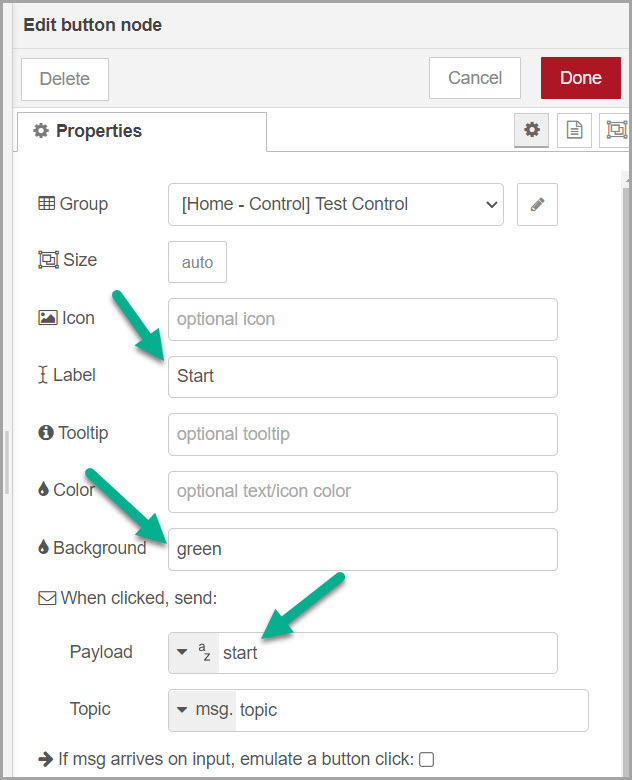 Edit button node
Delete
Cancel
Done
Properties
Group
[Home - Control] Test Control
Size
auto
Icon
optional icon
Label
Start
Tooltip
optional tooltip
Color
optional text/icon color
Background
green
When clicked, send:
Payload
a
z
start
Topic
msg. topic
If msg arrives on input, emulate a button click: